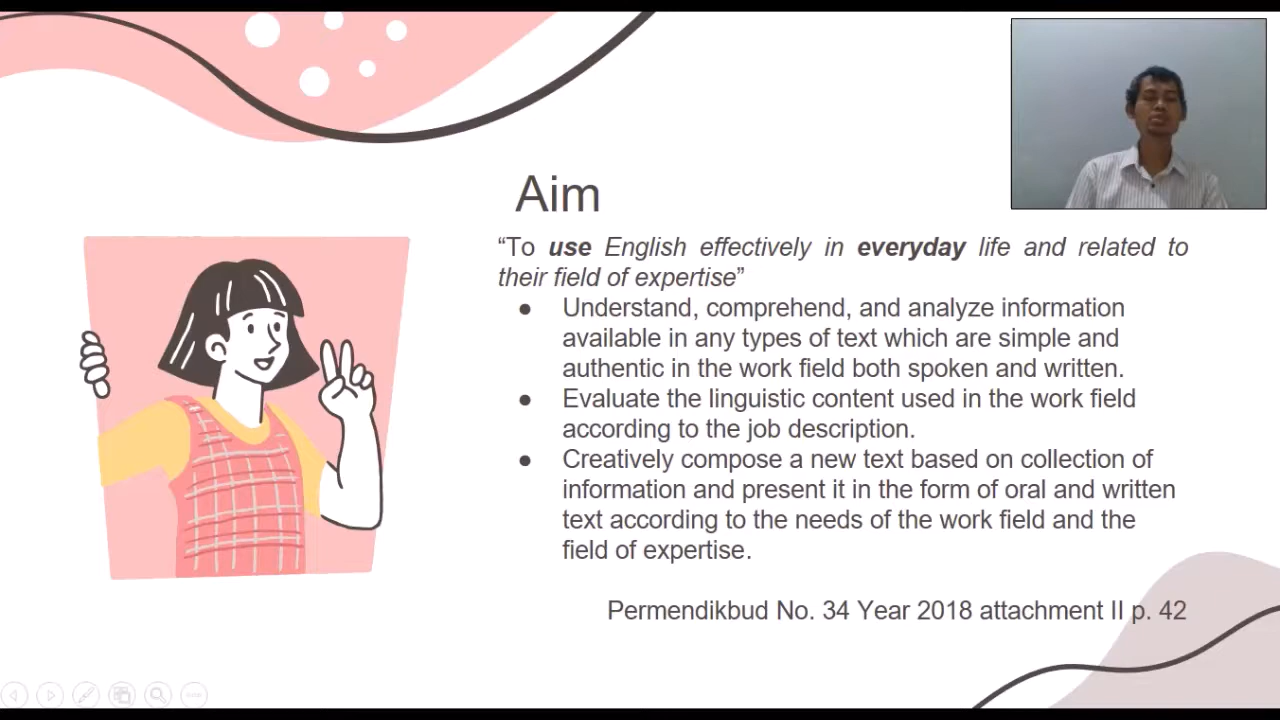 Aim
“To use English effectively in everyday life and related to
their field of expertise”
● Understand, comprehend, and analyze information
available in any types of text which are simple and
authentic in the work field both spoken and written.
● Evaluate the linguistic content used in the work field
according to the job description.
● Creatively compose a new text based on collection of
information and present it in the form of oral and written
text according to the needs of the work field and the
field of expertise.
Permendikbud No. 34 Year 2018 attachment II p. 42